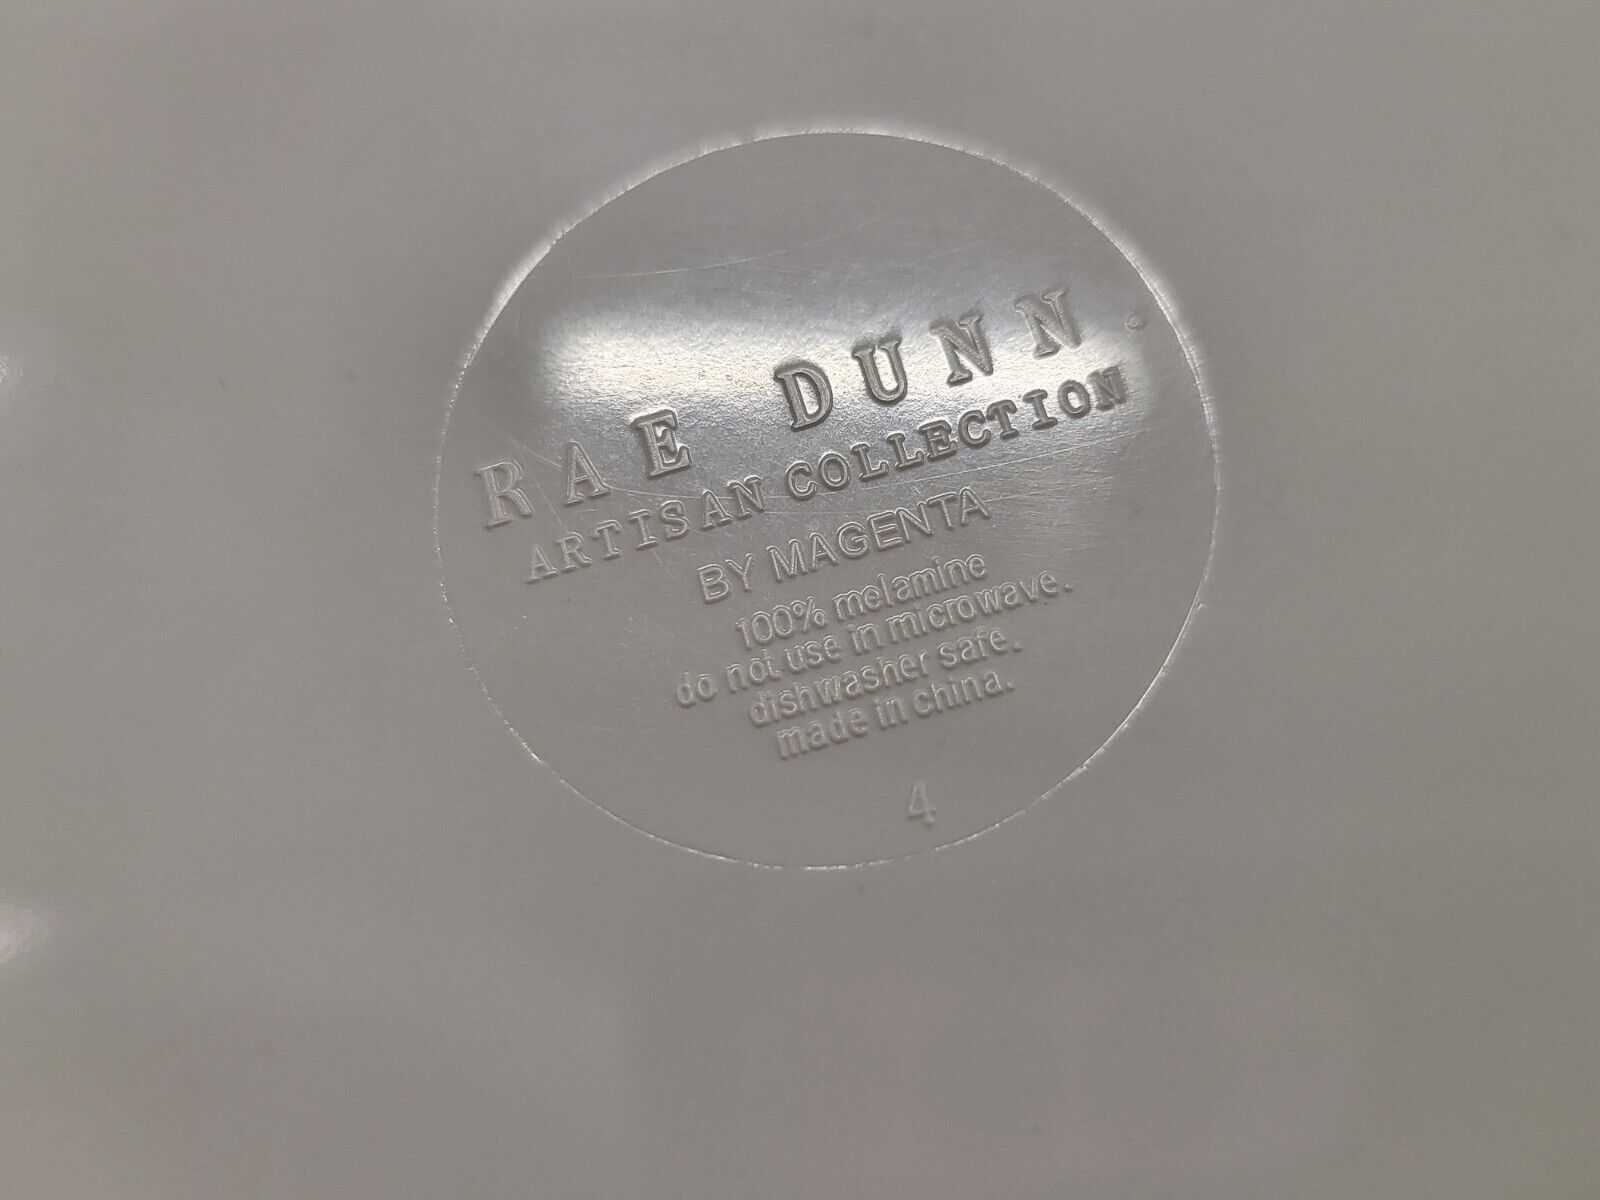 RAE DUNN.
ARTISAN COLLECTION
BY MAGENTA
100% melamine
do not use in microwave.
dishwasher safe.
made in china.
4